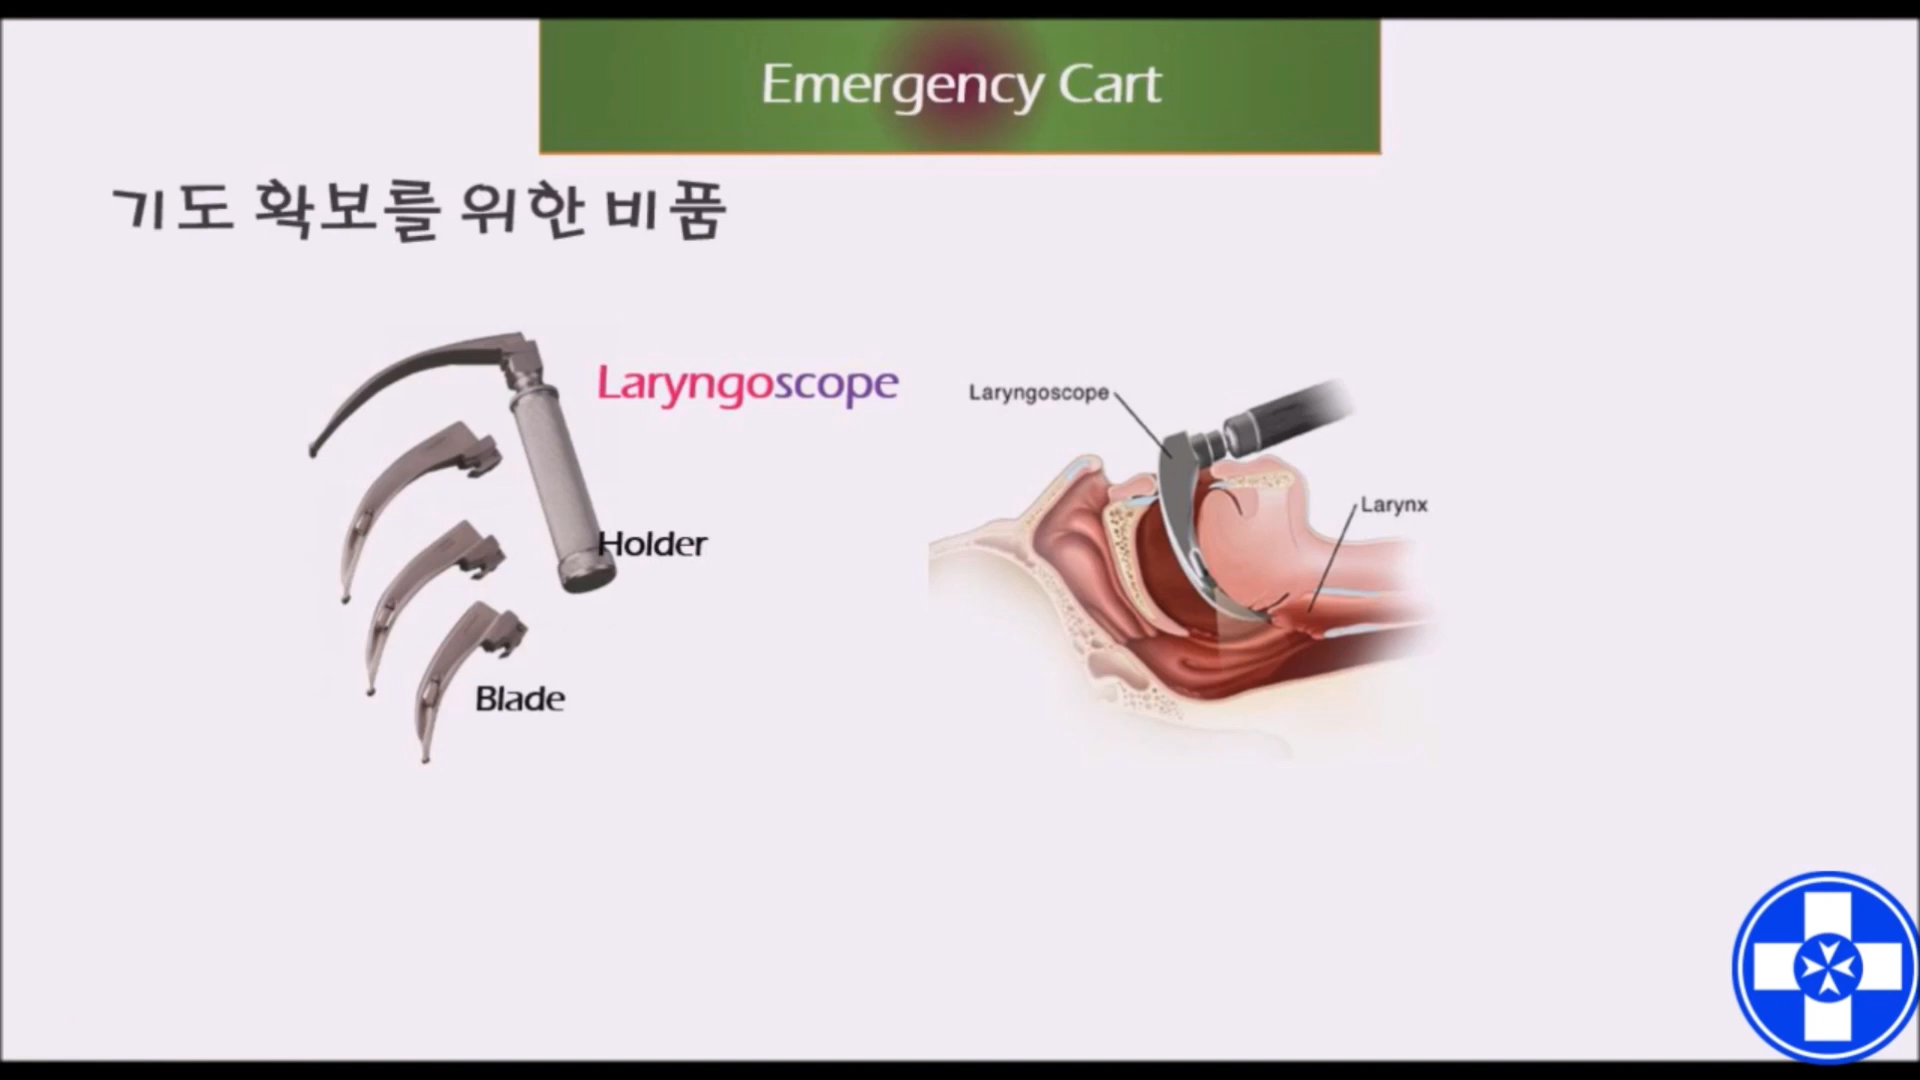 Emergency Cart
기도 확보를 위한 비품
Laryngoscope
Holder
Blade
Laryngoscope
Larynx